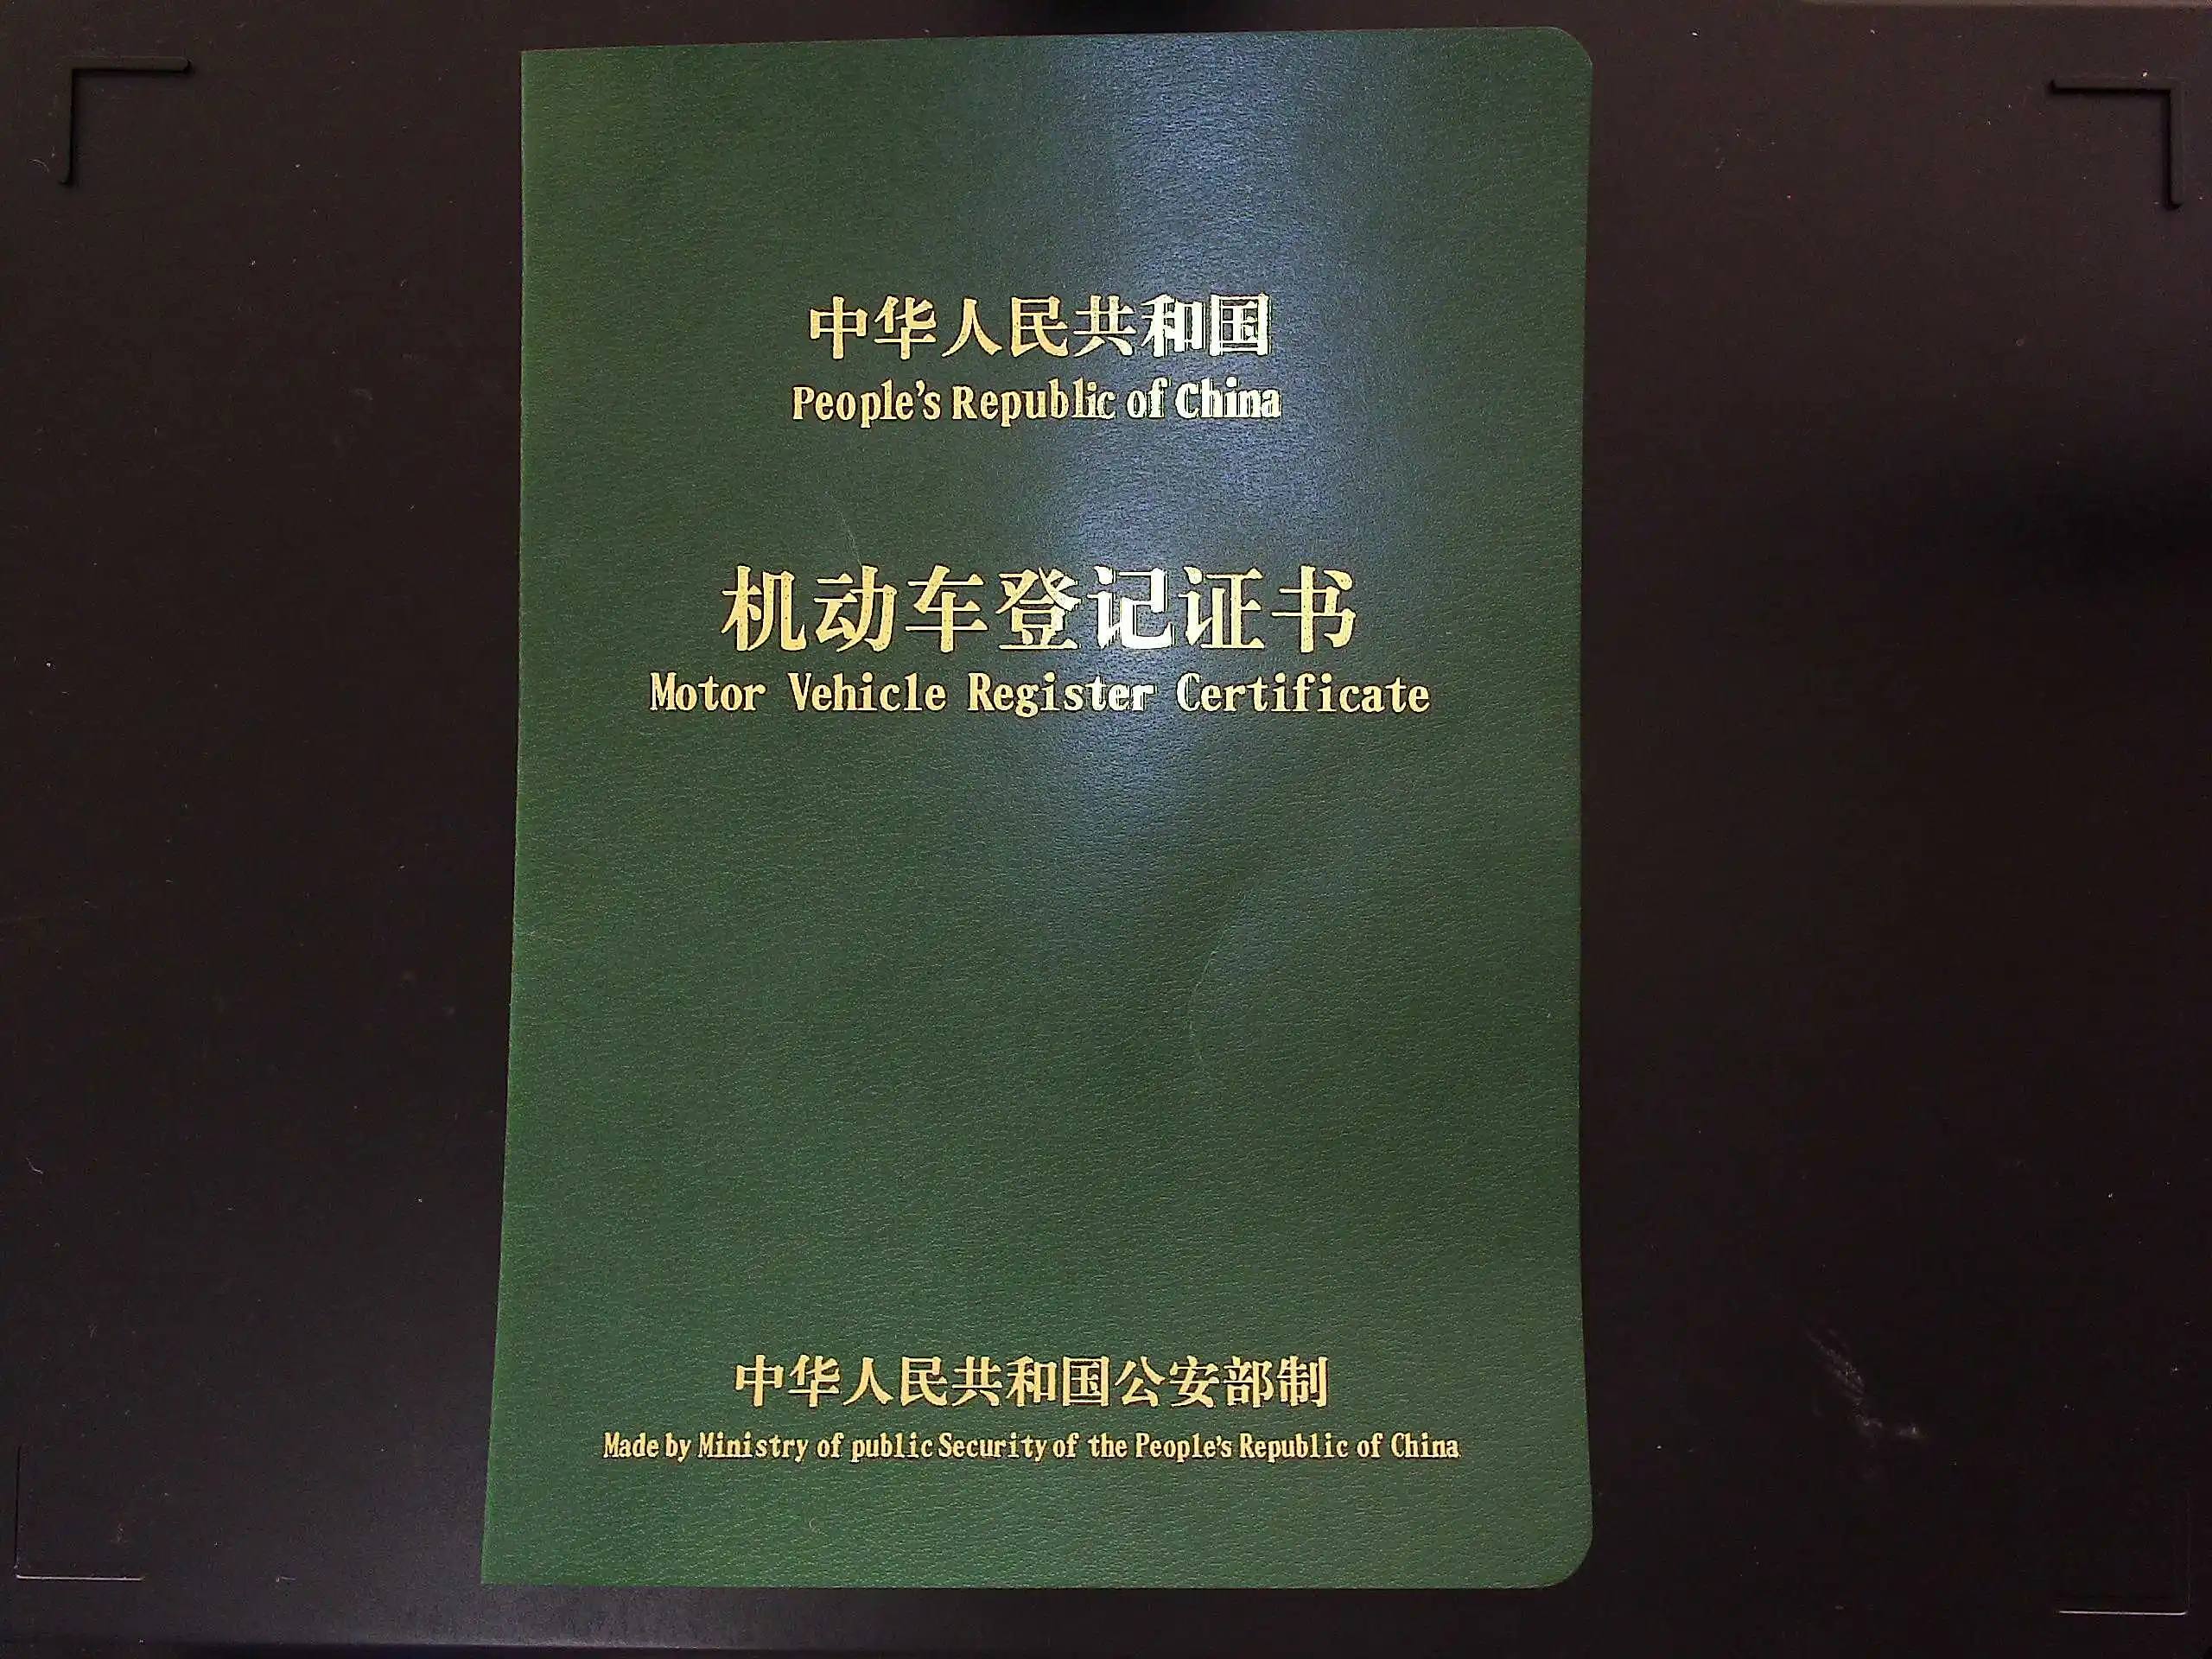 中华人民共和国
People's Republic of China
机动车登记证书
Motor Vehicle Register Certificate
中华人民共和国公安部制
Made by Ministry of public Security of the People's Republic of China